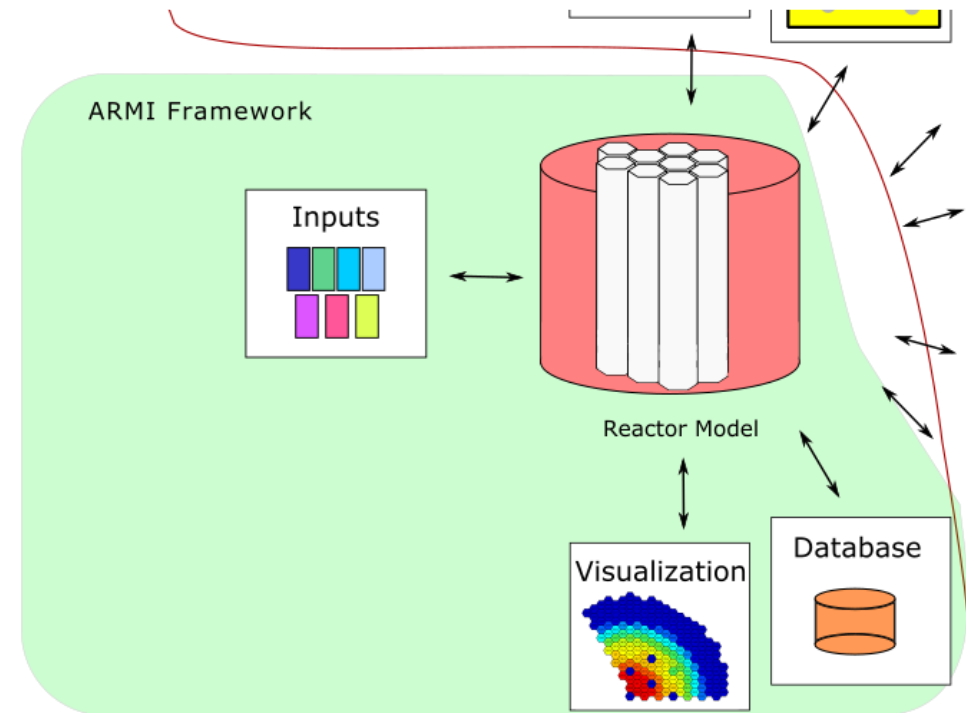 ARMI Framework
Inputs
Reactor Model
Visualization
Database